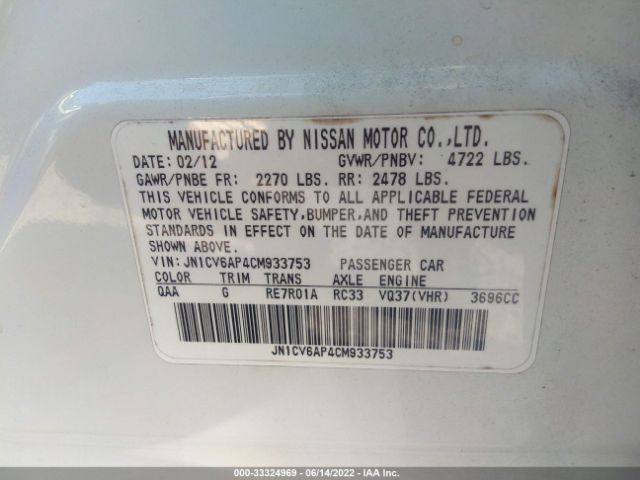 MANUFACTURED BY NISSAN MOTOR CO.,LTD.
DATE: 02/12 GVWR/PNBV: 4722 LBS.
GAWR/PNBE FR: 2270 LBS. RR: 2478 LBS.
THIS VEHICLE CONFORMS TO ALL APPLICABLE FEDERAL
MOTOR VEHICLE SAFETY,BUMPER,AND THEFT PREVENTION
STANDARDS IN EFFECT ON THE DATE OF MANUFACTURE
SHOWN ABOVE.
VIN: JN1CV6AP4CM933753 PASSENGER CAR
COLOR TRIM TRANS AXLE ENGINE
QAA G RE7R01A RC33 VQ37(VHR) 3696CC
JN1CV6AP4CM933753
000-33324969 - 06/14/2022 - IAA Inc.